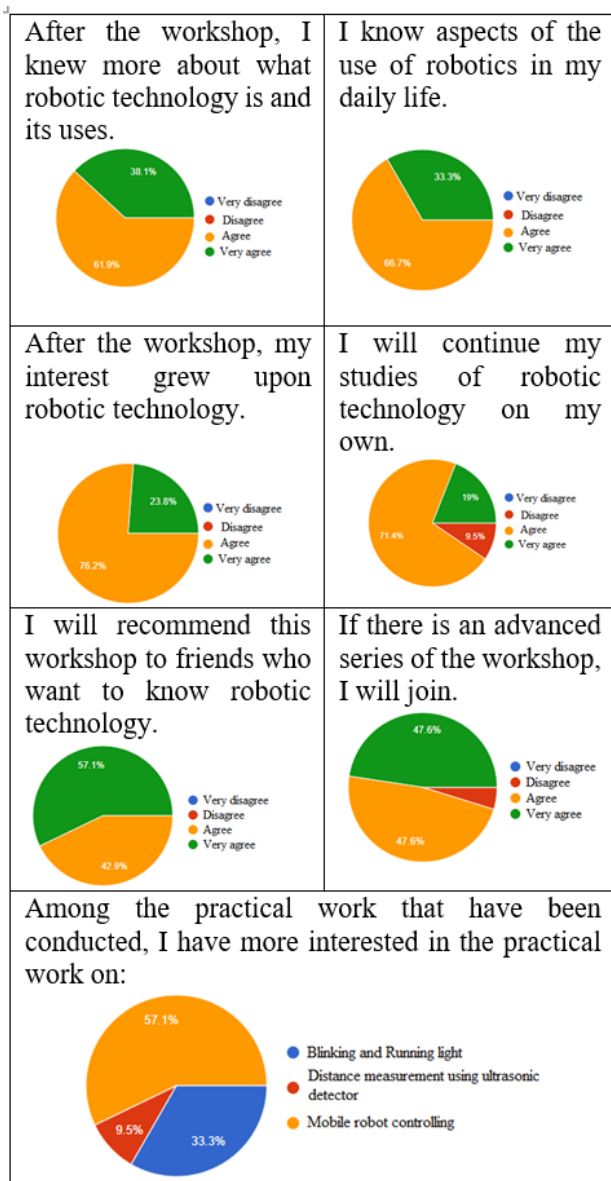 After the workshop, I
knew more about what
robotic technology is and
its uses.
38.1%
61.9%
Very disagree
Disagree
Agree
Very agree
I know aspects of the
use of robotics in my
daily life.
33.3%
66.7%
Very disagree
Disagree
Agree
Very agree
After the workshop, my
interest grew upon
robotic technology.
23.8%
76.2%
Very disagree
Disagree
Agree
Very agree
I will continue my
studies of robotic
technology on my
own.
19%
71.4%
9.5%
Very disagree
Disagree
Agree
Very agree
I will recommend this
workshop to friends who
want to know robotic
technology.
57.1%
42.9%
Very disagree
Disagree
Agree
Very agree
If there is an advanced
series of the workshop,
I will join.
47.6%
47.6%
Very disagree
Disagree
Agree
Very agree
Among the practical work that have been
conducted, I have more interested in the practical
work on:
57.1%
9.5%
33.3%
Blinking and Running light
Distance measurement using ultrasonic
detector
Mobile robot controlling